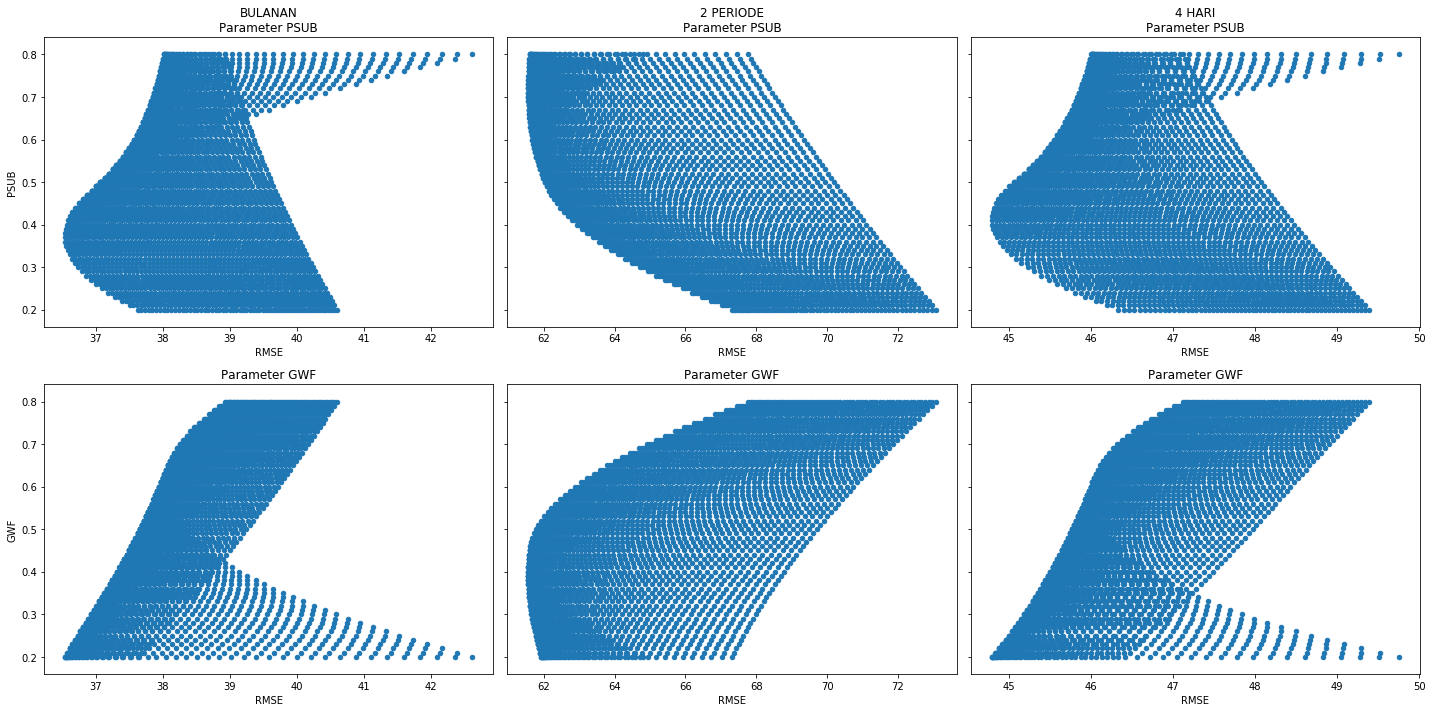 BULANAN
Parameter PSUB
2 PERIODE
Parameter PSUB
4 HARI
Parameter PSUB
PSUB
0.8
0.7
0.6
0.5
0.4
0.3
0.2
37 38 39 40 41 42
RMSE
62 64 66 68 70 72
RMSE
45 46 47 48 49 50
RMSE
Parameter GWF
Parameter GWF
Parameter GWF
GWF
0.8
0.7
0.6
0.5
0.4
0.3
0.2
37 38 39 40 41 42
RMSE
62 64 66 68 70 72
RMSE
45 46 47 48 49 50
RMSE